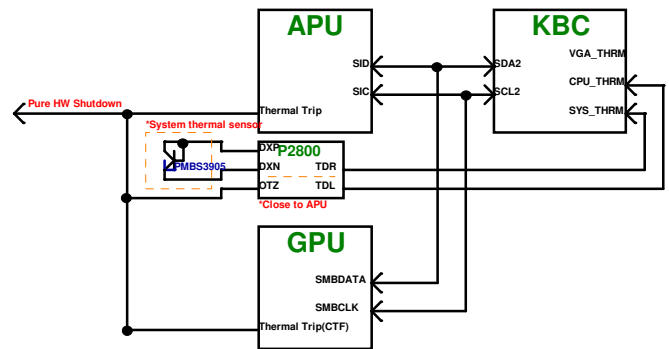 APU
KBC
VGA_THRM
SID
SDA2
CPU_THRM
SIC
SCL2
Pure HW Shutdown
Thermal Trip
SYS_THRM
*System thermal sensor
DXP
P2800
PMBS3905
DXN
TDR
OTZ
TDL
*Close to APU
GPU
SMBDATA
SMBCLK
Thermal Trip(CTF)